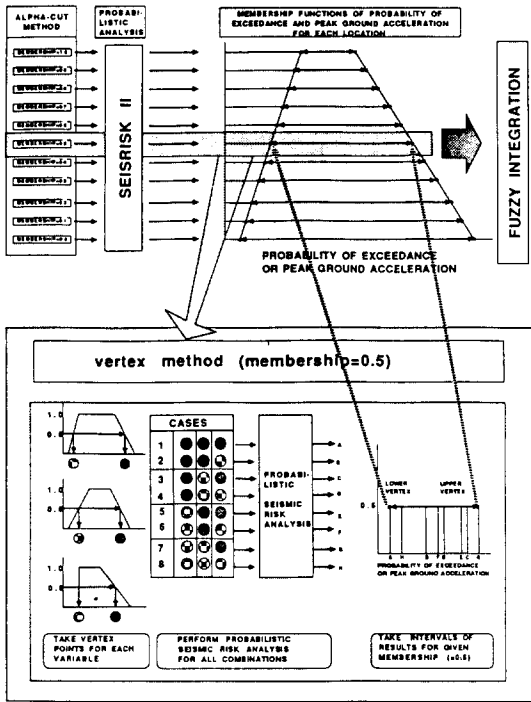 ALPHA-CUT
METHOD
PROBABI-
LISTIC
ANALYSIS
MEMBERSHIP FUNCTIONS OF PROBABILITY OF
EXCEEDANCE AND PEAK GROUND ACCELERATION
FOR EACH LOCATION
SEISRISK II
FUZZY INTEGRATION
PROBABILITY OF EXCEEDANCE
OR PEAK GROUND ACCELERATION
vertex method (membership=0.5)
1.0
1.0
1.0
CASES
1
2
3
4
5
6
7
8
PROBABI-
LISTIC
SEISMIC
RISK
ANALYSIS
A
C
F
H
LOWER
VERTEX
UPPER
VERTEX
0.5
PROBABILITY OF EXCEEDANCE
OR PEAK GROUND ACCELERATION
TAKE VERTEX
POINTS FOR EACH
VARIABLE
PERFORM PROBABILISTIC
SEISMIC RISK ANALYSIS
FOR ALL COMBINATIONS
TAKE INTERVALS OF
RESULTS FOR GIVEN
MEMBERSHIP (=0.5)